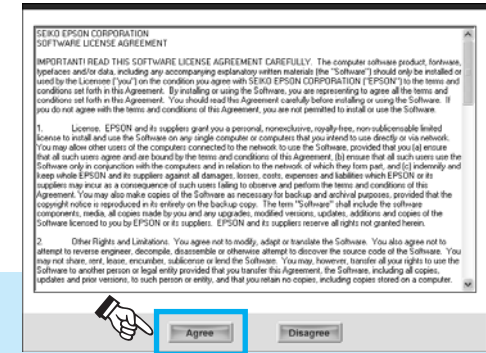 SEIKO EPSON CORPORATION
SOFTWARE LICENSE AGREEMENT
IMPORTANT! READ THIS SOFTWARE LICENSE AGREEMENT CAREFULLY. The computer software product, fontware,
typefaces and/or data, including any accompanying explanatory written materials (the "Software") should only be installed or
used by the Licensee ("you") on the condition you agree with SEIKO EPSON CORPORATION ("EPSON") to the terms and
conditions set forth in this Agreement. By installing or using the Software, you are representing to agree all the terms and
conditions set forth in this Agreement. You should read this Agreement carefully before installing or using the Software. If
you do not agree with the terms and conditions of this Agreement, you are not permitted to install or use the Software.
1. License. EPSON and its suppliers grant you a personal, nonexclusive, royalty-free, non-sublicensable limited
license to install and use the Software on any single computer or computers that you intend to use directly or via network.
You may allow other users of the computers connected to the network to use the Software, provided that you (a) ensure
that all such users agree and are bound by the terms and conditions of this Agreement, (b) ensure that all such users use the
Software only in conjunction with the computers and in relation to the network of which they form part, and (c) indemnify and
keep whole EPSON and its suppliers against all damages, losses, costs, expenses and liabilities which EPSON or its
suppliers may incur as a consequence of such users failing to observe and perform the terms and conditions of this
Agreement. You may also make copies of the Software as necessary for backup and archival purposes, provided that the
copyright notice is reproduced in its entirety on the backup copy. The term "Software" shall include the software
components, media, all copies made by you and any upgrades, modified versions, updates, additions and copies of the
Software licensed to you by EPSON or its suppliers. EPSON and its suppliers reserve all rights not granted herein.
2. Other Rights and Limitations. You agree not to modify, adapt or translate the Software. You also agree not to
attempt to reverse engineer, decompile, disassemble or otherwise attempt to discover the source code of the Software. You
may not share, rent, lease, encumber, sublicense or lend the Software. You may, however, transfer all your rights to use the
Software to another person or legal entity provided that you transfer this Agreement, the Software, including all copies,
updates and prior versions, to such person or entity, and that you retain no copies, including copies stored on a computer.
Agree Disagree